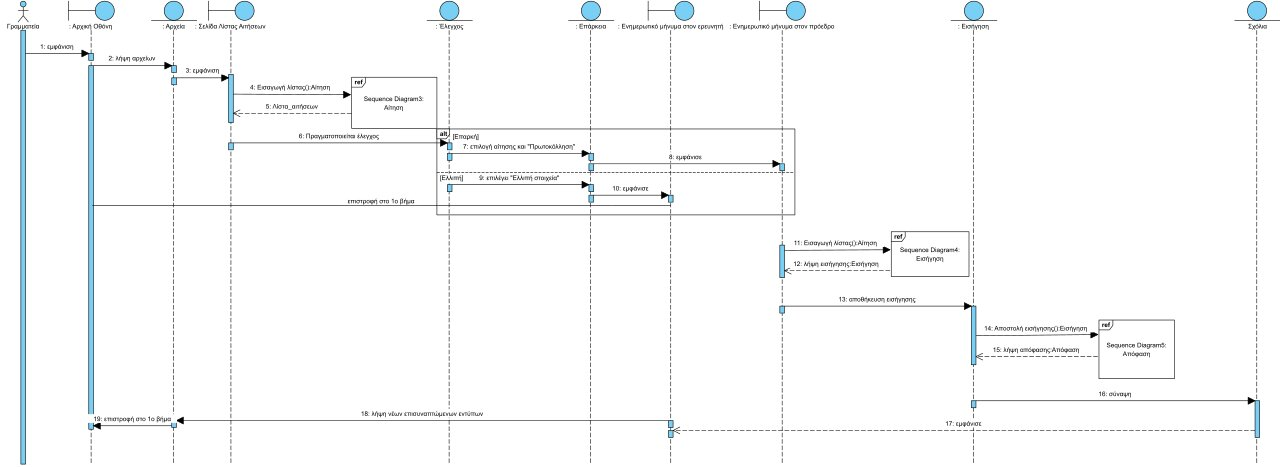 Γραμματεία
: Αρχική Οθόνη
: Αρχεία
: Σελίδα Λίστας Αιτήσεων
: Έλεγχος
: Επάρκεια
: Ενημερωτικό μήνυμα στον ερευνητή
: Ενημερωτικό μήνυμα στον πρόεδρο
: Εισήγηση
Σχόλια
1: εμφάνιση
2: λήψη αρχείων
3: εμφάνιση
4: Εισαγωγή λίστας():Αίτηση
ref
Sequence Diagram3:
Αίτηση
5: Λίστα_αιτήσεων
6: Πραγματοποιείται έλεγχος
alt
[Επαρκή]
7: επιλογή αίτησης και "Πρωτοκόλληση"
8: εμφάνισε
[Ελλιπή]
9: επιλέγει "Ελλιπή στοιχεία"
10: εμφάνισε
επιστροφή στο 1ο βήμα
11: Εισαγωγή λίστας():Αίτηση
ref
Sequence Diagram4:
Εισήγηση
12: λήψη εισήγησης:Εισήγηση
13: αποθήκευση εισήγησης
14: Αποστολή εισήγησης():Εισήγηση
ref
Sequence Diagram5:
Απόφαση
15: λήψη απόφασης:Απόφαση
16: σύναψη
17: εμφάνισε
18: λήψη νέων επισυναπτώμενων εντύπων
19: επιστροφή στο 1ο βήμα